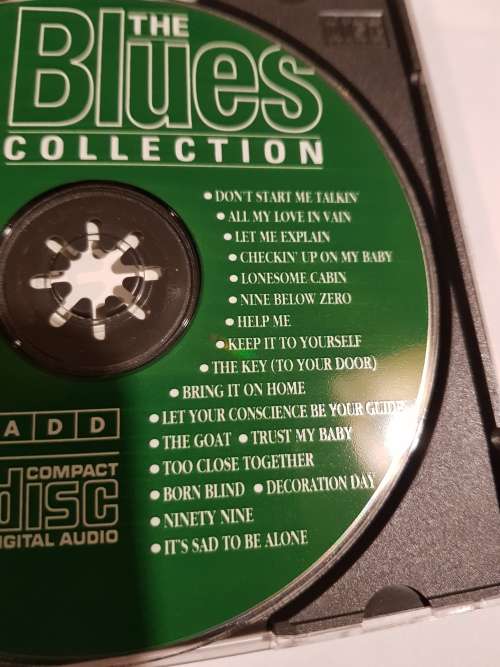 THE
Blues
COLLECTION
• DON'T START ME TALKIN'
• ALL MY LOVE IN VAIN
• LET ME EXPLAIN
• CHECKIN' UP ON MY BABY
• LONESOME CABIN
• NINE BELOW ZERO
• HELP ME
• KEEP IT TO YOURSELF
• THE KEY (TO YOUR DOOR)
• BRING IT ON HOME
• LET YOUR CONSCIENCE BE YOUR GUIDE
• THE GOAT • TRUST MY BABY
• TOO CLOSE TOGETHER
• BORN BLIND • DECORATION DAY
• NINETY NINE
• IT'S SAD TO BE ALONE
A D D
COMPACT
disc
DIGITAL AUDIO